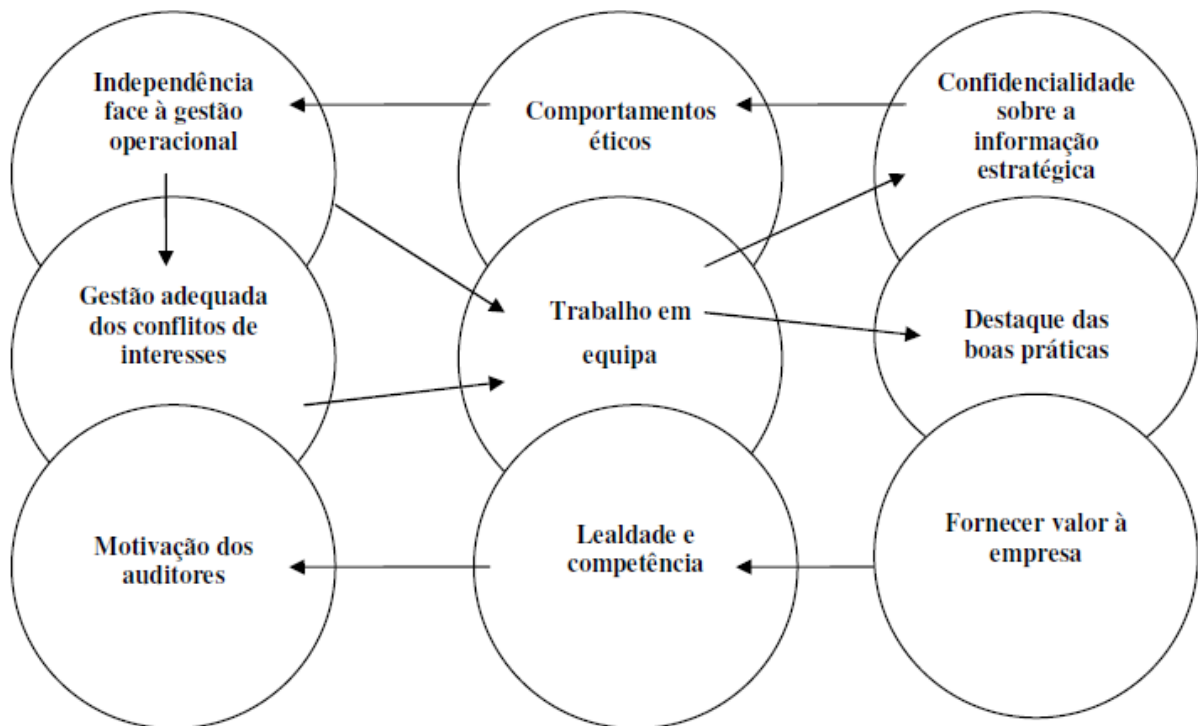 Independência
face à gestão
operacional
Comportamentos
éticos
Confidencialidade
sobre a
informação
estratégica
Gestão adequada
dos conflitos de
interesses
Trabalho em
equipa
Destaque das
boas práticas
Motivação dos
auditores
Lealdade e
competência
Fornecer valor à
empresa